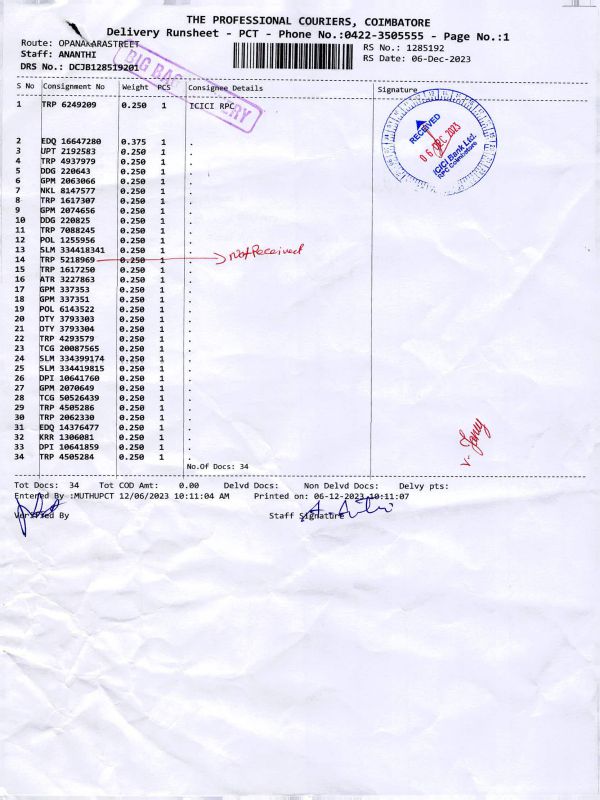 THE PROFESSIONAL COURIERS, COIMBATORE
Delivery Runsheet - PCT - Phone No.:0422-3505555 - Page No.:1
Route: OPANAKARASTREET
RS No.: 1285192
Staff: ANANTHI
RS Date: 06-Dec-2023
DRS No.: DCJB128519201
BIG BAG
S No Consignment No Weight PCS Consignee Details Signature
1 TRP 6249209 0.250 1 ICICI RPC
RECEIVED
06 DEC 2023
ICICI Bank Ltd.
RPC Coimbatore
2 EDQ 16647280 0.375 1 .
3 UPT 2192583 0.250 1 .
4 TRP 4937979 0.250 1 .
5 DDG 220643 0.250 1 .
6 GPM 2063066 0.250 1 .
7 NKL 8147577 0.250 1 .
8 TRP 1617307 0.250 1 .
9 GPM 2074656 0.250 1 .
10 DDG 220825 0.250 1 .
11 TRP 7088245 0.250 1 .
12 POL 1255956 0.250 1 .
13 SLM 334418341 0.250 1 .
14 TRP 5218969 0.250 1 Not Received
15 TRP 1617250 0.250 1 .
16 ATR 3227863 0.250 1 .
17 GPM 337353 0.250 1 .
18 GPM 337351 0.250 1 .
19 POL 6143522 0.250 1 .
20 DTY 3793303 0.250 1 .
21 DTY 3793304 0.250 1 .
22 TRP 4293579 0.250 1 .
23 TCG 20087565 0.250 1 .
24 SLM 334399174 0.250 1 .
25 SLM 334419815 0.250 1 .
26 DPI 10641760 0.250 1 .
27 GPM 2070649 0.250 1 .
28 TCG 50526439 0.250 1 .
29 TRP 4505286 0.250 1 .
30 TRP 2062330 0.250 1 .
31 EDQ 14376477 0.250 1 .
32 KRR 1306081 0.250 1 .
33 DPI 10641859 0.250 1 .
34 TRP 4505284 0.250 1 .
No.Of Docs: 34
Tot Docs: 34 Tot COD Amt: 0.00 Delvd Docs: Non Delvd Docs: Delvy pts:
Entered By :MUTHUPCT 12/06/2023 10:11:04 AM Printed on: 06-12-2023 10:11:07
Verified By Staff Signature